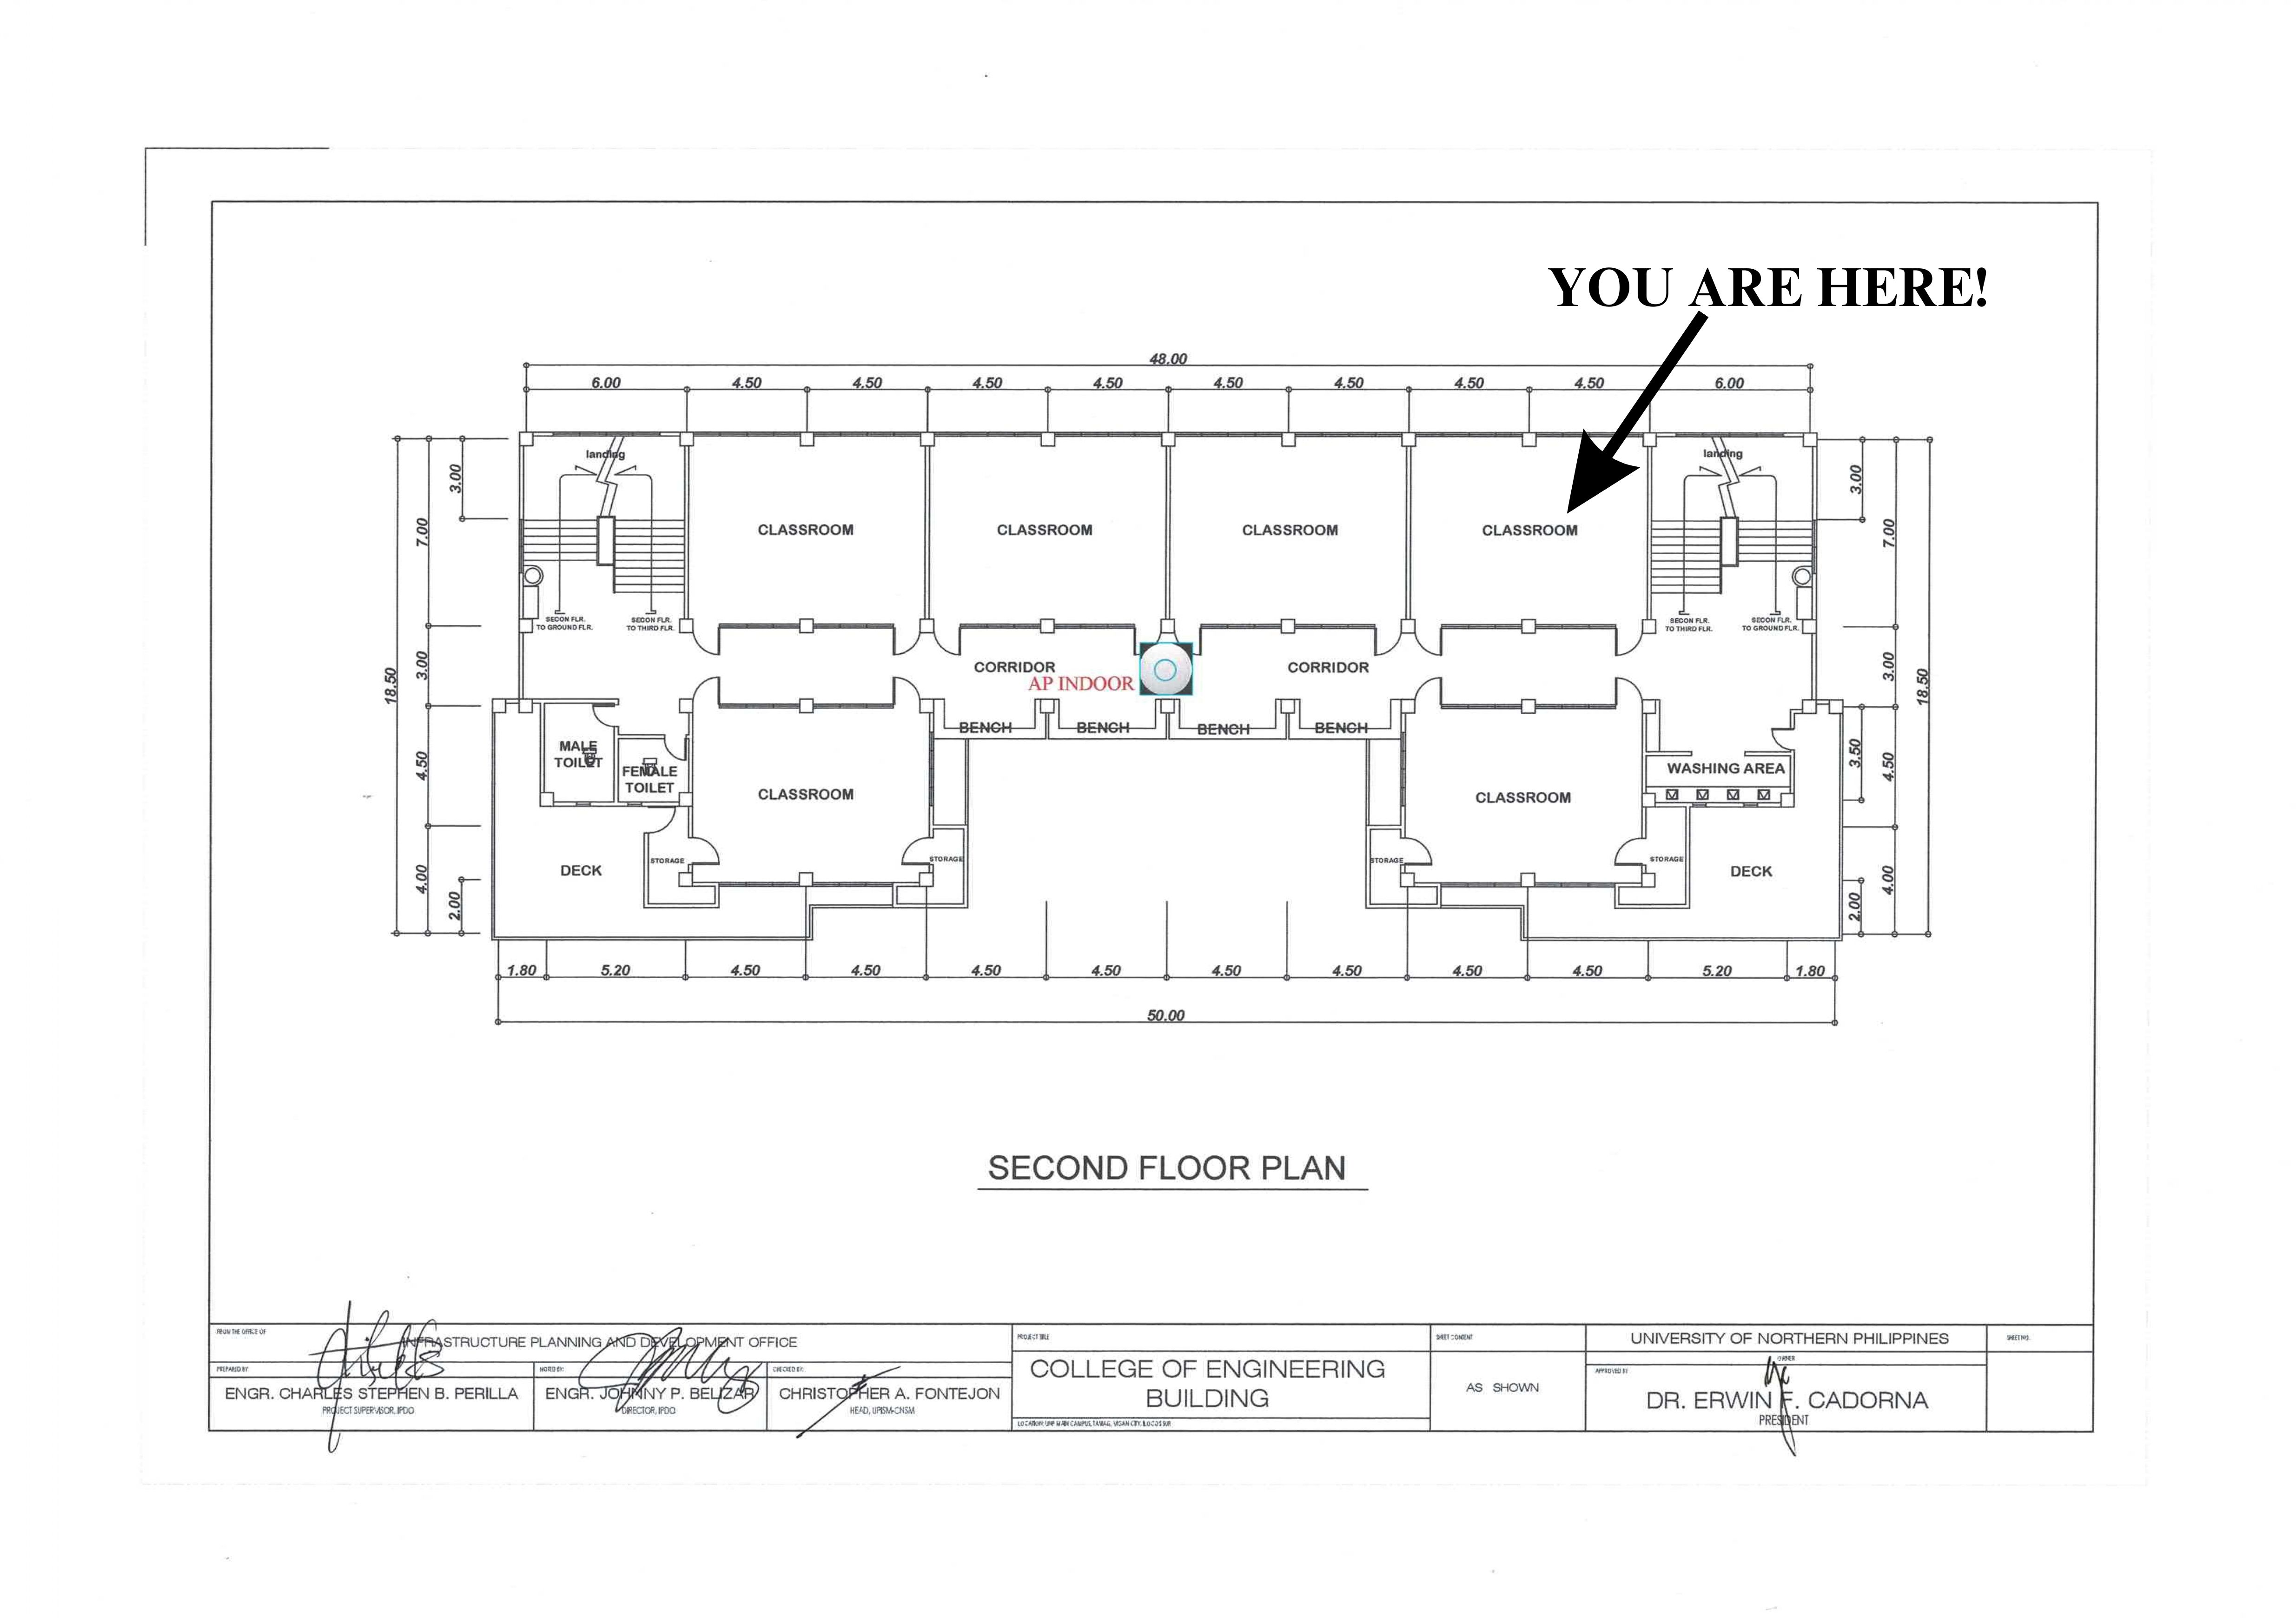 YOU ARE HERE!
48.00
6.00 4.50 4.50 4.50 4.50 4.50 4.50 4.50 4.50 6.00
landing
landing
3.00
3.00
7.00
7.00
CLASSROOM
CLASSROOM
CLASSROOM
CLASSROOM
SECON FLR.
TO GROUND FLR.
SECON FLR.
TO THIRD FLR.
SECON FLR.
TO THIRD FLR.
SECON FLR.
TO GROUND FLR.
18.50
3.00
CORRIDOR
CORRIDOR
AP INDOOR
3.00
18.50
BENCH
BENCH
BENCH
BENCH
MALE
TOILET
FEMALE
TOILET
4.50
CLASSROOM
CLASSROOM
WASHING AREA
3.50
4.50
STORAGE
STORAGE
STORAGE
STORAGE
DECK
DECK
4.00
2.00
2.00
4.00
1.80 5.20 4.50 4.50 4.50 4.50 4.50 4.50 4.50 4.50 5.20 1.80
50.00
SECOND FLOOR PLAN
FROM THE OFFICE OF
INFRASTRUCTURE PLANNING AND DEVELOPMENT OFFICE
PREPARED BY
NOTED BY:
CHECKED BY:
ENGR. CHARLES STEPHEN B. PERILLA
PROJECT SUPERVISOR, IPDO
ENGR. JOHNNY P. BELIZAR
DIRECTOR, IPDO
CHRISTOPHER A. FONTEJON
HEAD, UPISM-CNSM
PROJECT TITLE
COLLEGE OF ENGINEERING
BUILDING
LOCATION: UNP MAIN CAMPUS, TAMAG, VIGAN CITY, ILOCOS SUR
SHEET CONTENT
AS SHOWN
UNIVERSITY OF NORTHERN PHILIPPINES
OWNER
APPROVED BY
DR. ERWIN F. CADORNA
PRESIDENT
SHEET NO.